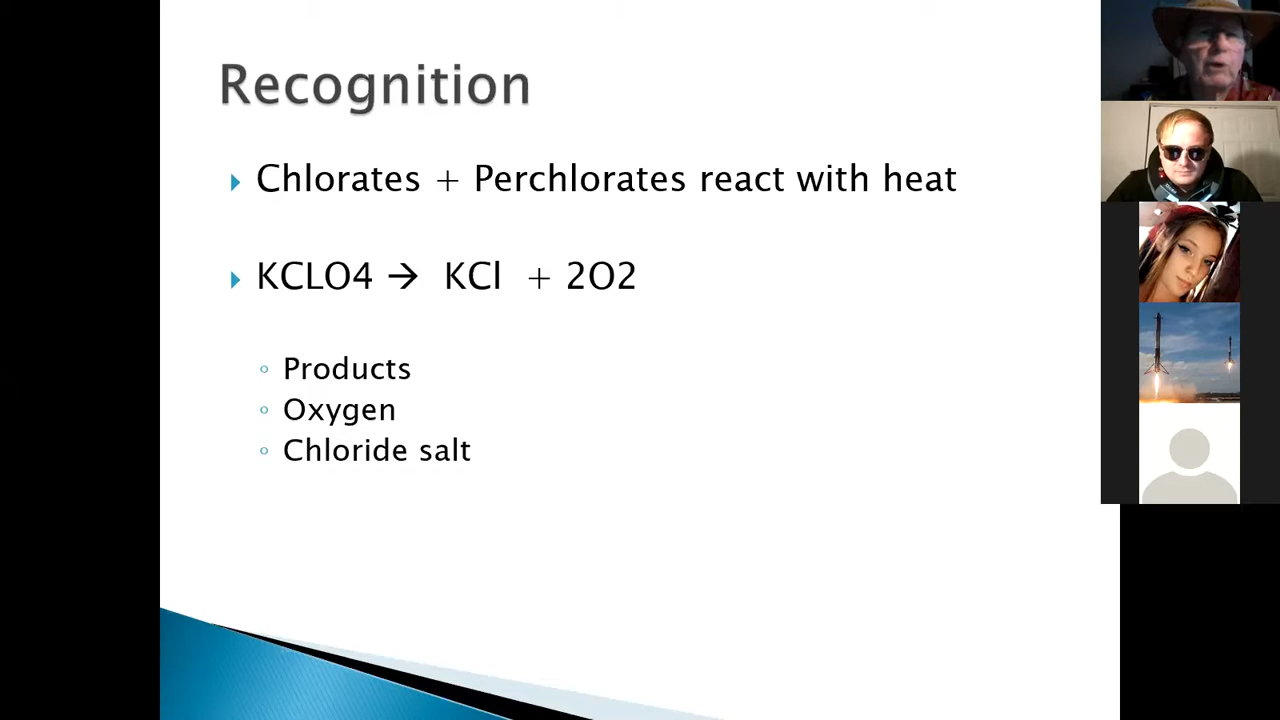 Recognition
Chlorates + Perchlorates react with heat
KCLO4 → KCl + 2O2
Products
Oxygen
Chloride salt